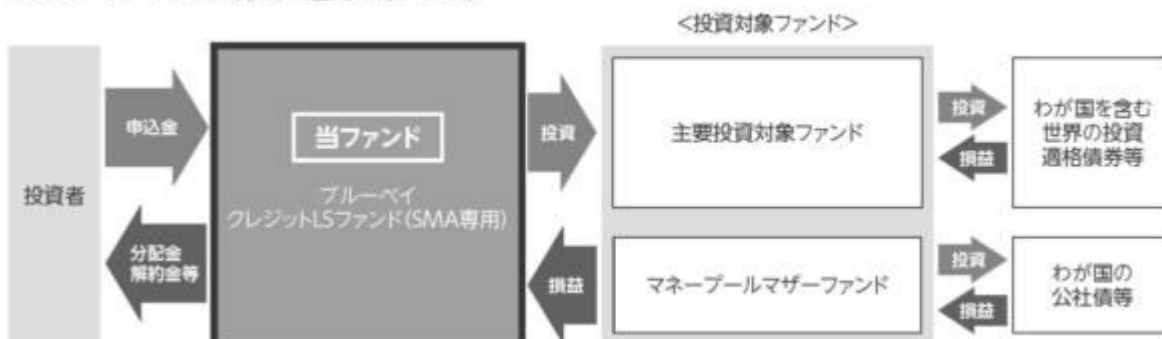 <投資対象ファンド>
投資者
申込金
分配金
解約金等
当ファンド
ブルーベイ
クレジットLSファンド(SMA専用)
投資
損益
主要投資対象ファンド
マネープールマザーファンド
投資
損益
わが国を含む
世界の投資
適格債券等
投資
損益
わが国の
公社債等